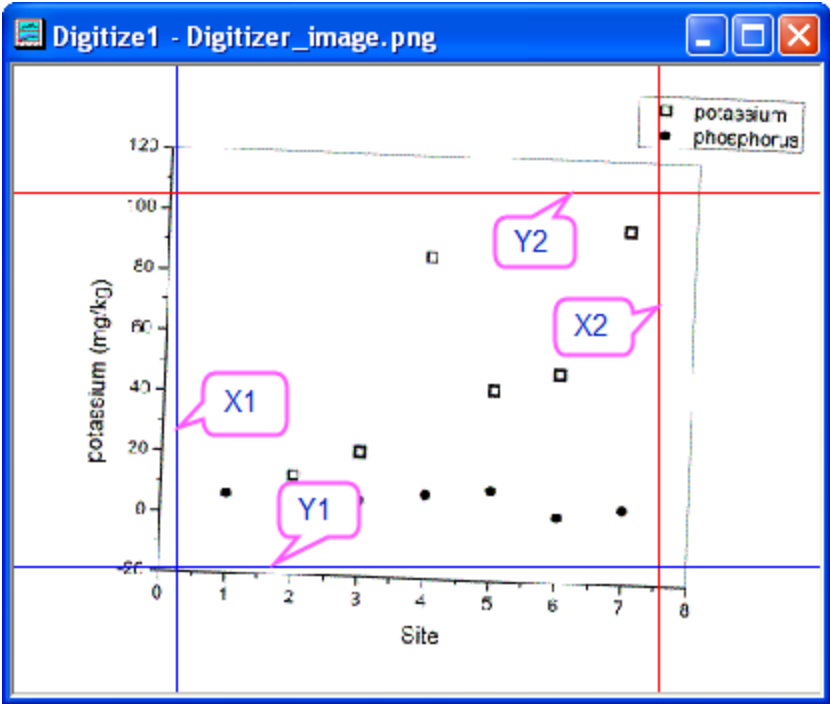 Digitize1 - Digitizer_image.png
potassium
phosphorus
120
100
80
60
40
20
0
-20
potassium (mg/kg)
Y2
X2
X1
Y1
0 1 2 3 4 5 6 7 8
Site